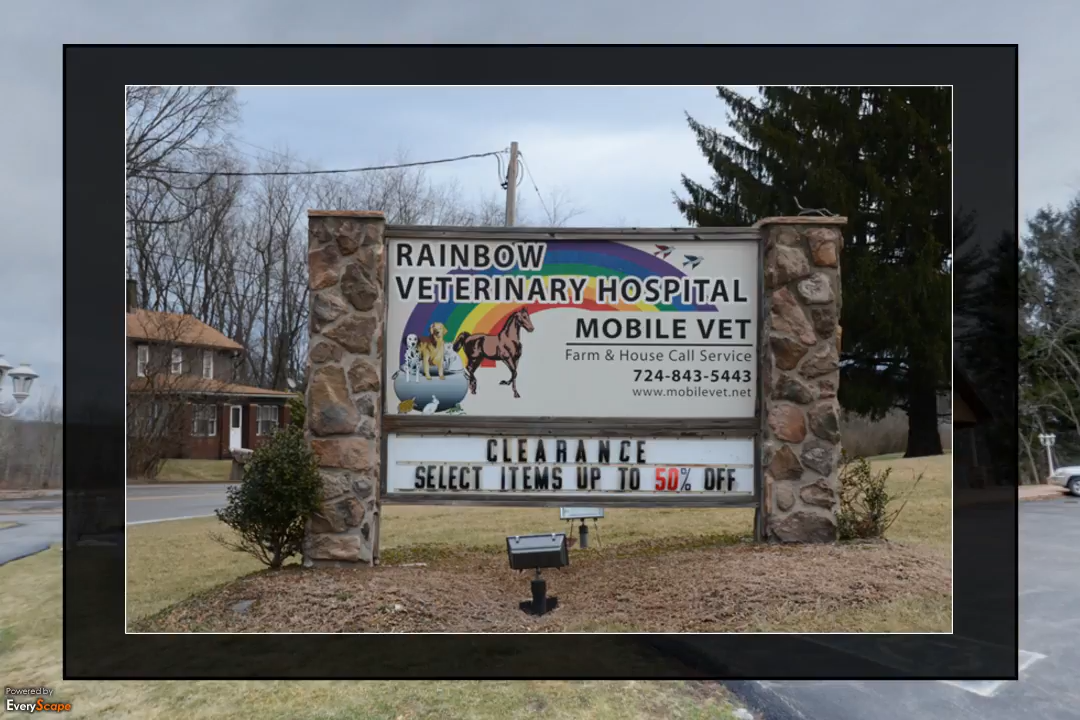 RAINBOW
VETERINARY HOSPITAL
MOBILE VET
Farm & House Call Service
724-843-5443
www.mobilevet.net
CLEARANCE
SELECT ITEMS UP TO 50% OFF
Powered by
EveryScape